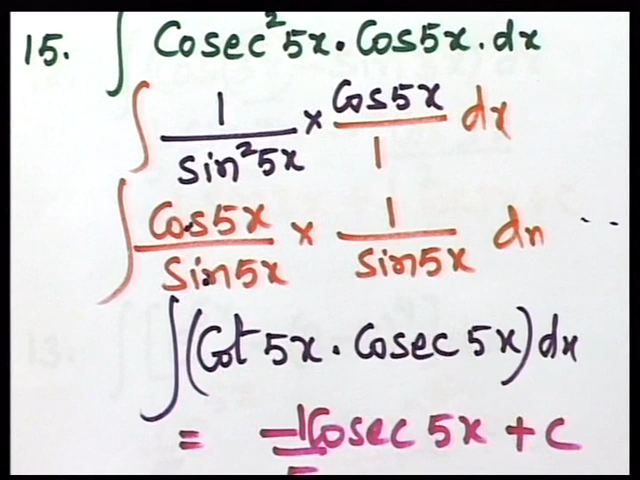 15. ∫ Cosec²5x.Cos5x.dx
∫ 1/sin²5x × Cos5x/1 dx
∫ Cos5x/Sin5x × 1/Sin5x dx ..
∫(Cot 5x . Cosec 5x)dx
= -1/ Cosec 5x + C